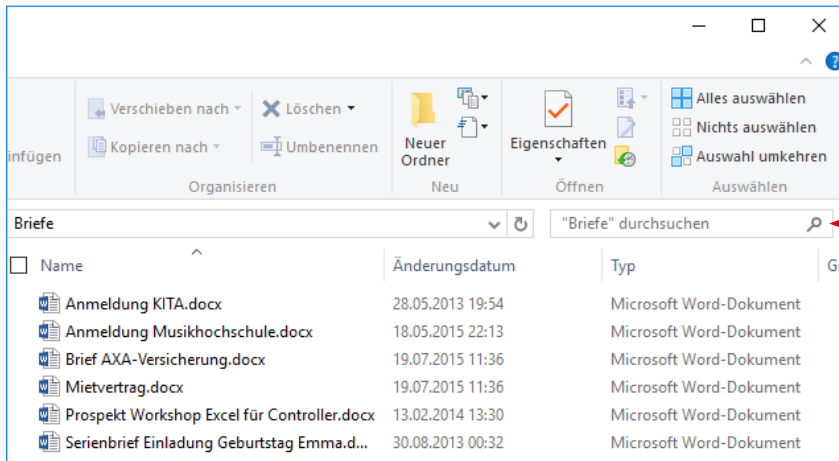 ?
Verschieben nach
Löschen
Alles auswählen
Kopieren nach
Umbenennen
Neuer
Ordner
Eigenschaften
Nichts auswählen
infügen
Auswahl umkehren
Organisieren
Neu
Öffnen
Auswählen
Briefe
"Briefe" durchsuchen
Name Änderungsdatum Typ G
Anmeldung KITA.docx 28.05.2013 19:54 Microsoft Word-Dokument
Anmeldung Musikhochschule.docx 18.05.2015 22:13 Microsoft Word-Dokument
Brief AXA-Versicherung.docx 19.07.2015 11:36 Microsoft Word-Dokument
Mietvertrag.docx 19.07.2015 11:36 Microsoft Word-Dokument
Prospekt Workshop Excel für Controller.docx 13.02.2014 13:30 Microsoft Word-Dokument
Serienbrief Einladung Geburtstag Emma.d... 30.08.2013 00:32 Microsoft Word-Dokument